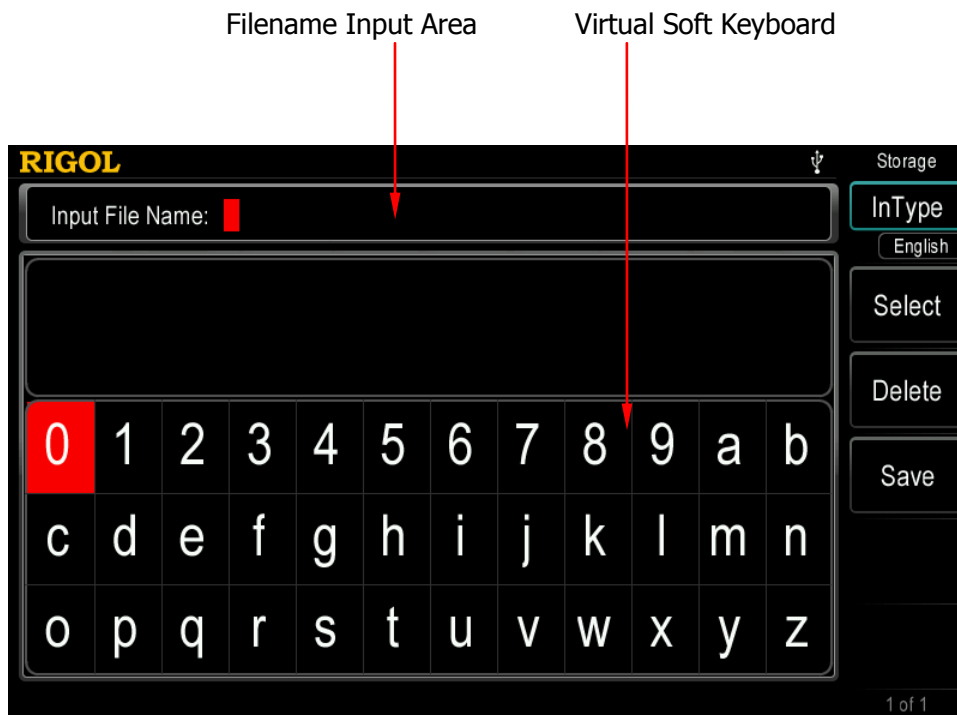 Filename Input Area Virtual Soft Keyboard
RIGOL Storage
Input File Name: InType
English
Select
Delete
0 1 2 3 4 5 6 7 8 9 a b
Save
c d e f g h i j k l m n
o p q r s t u v w x y z
1 of 1